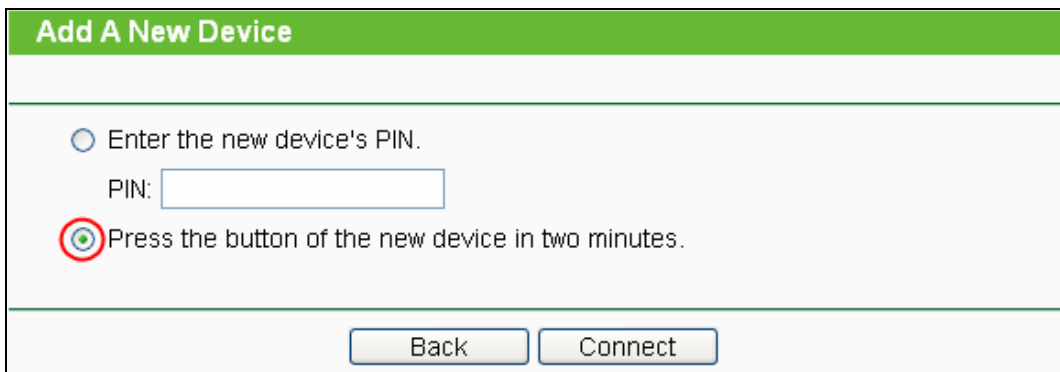 Add A New Device
Enter the new device's PIN.
PIN:
Press the button of the new device in two minutes.
Back Connect